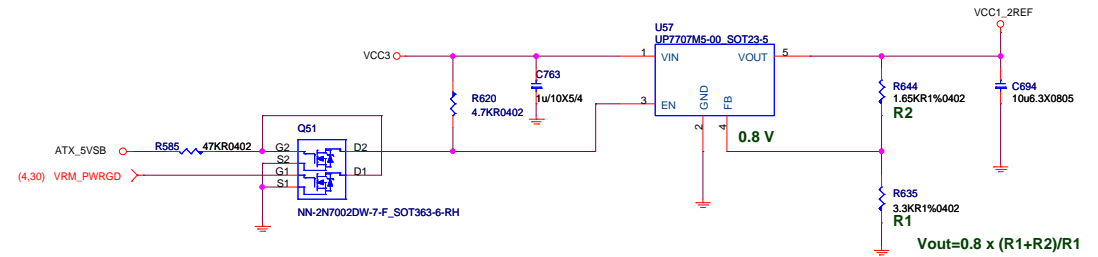 VCC1_2REF
U57
UP7707M5-00_SOT23-5
VCC3
1
VIN
VOUT
5
C763
1u/10X5/4
R620
4.7KR0402
3
EN
GND
FB
2
4
0.8 V
R644
1.65KR1%0402
R2
C694
10u6.3X0805
Q51
ATX_5VSB
R585
47KR0402
G2
D2
S2
(4,30) VRM_PWRGD
G1
D1
S1
NN-2N7002DW-7-F_SOT363-6-RH
R635
3.3KR1%0402
R1
Vout=0.8 x (R1+R2)/R1